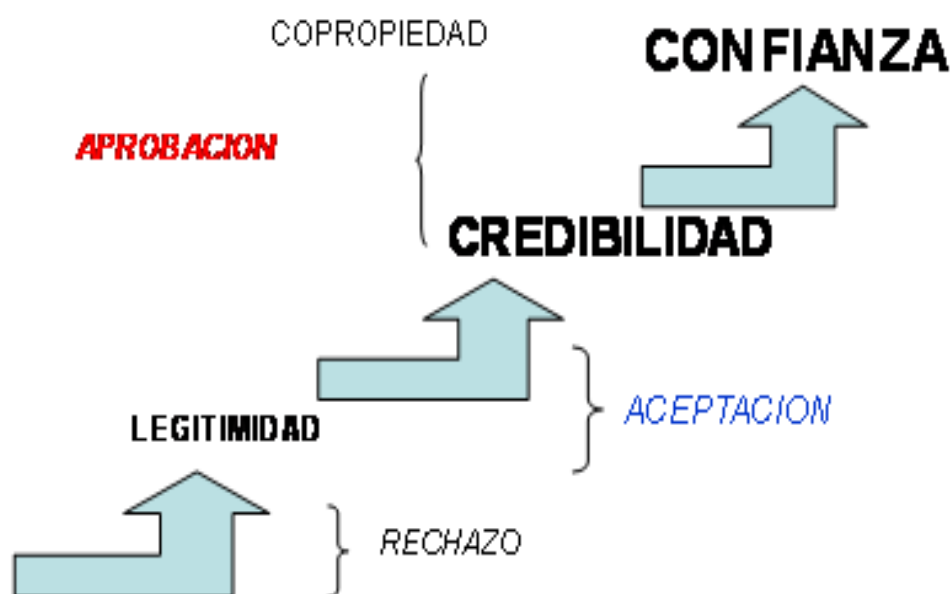 COPROPIEDAD
CONFIANZA
APROBACION
CREDIBILIDAD
ACEPTACION
LEGITIMIDAD
RECHAZO